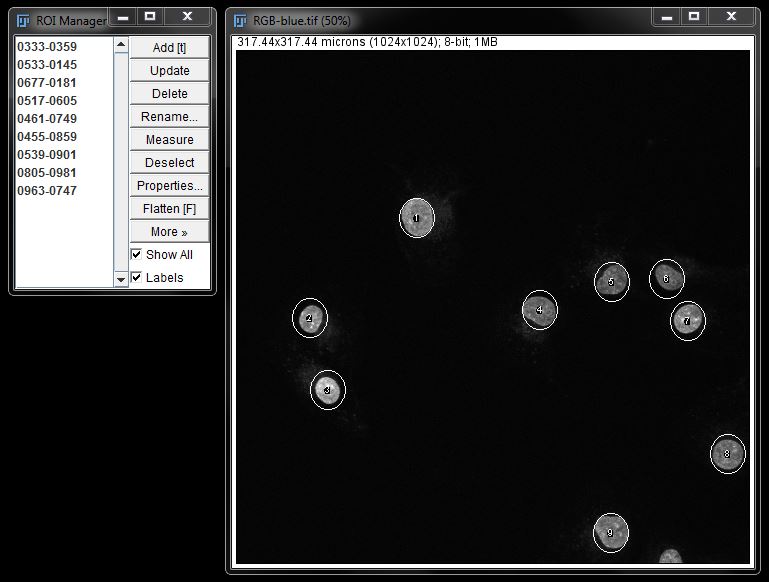 ROI Manager
0333-0359
0533-0145
0677-0181
0517-0605
0461-0749
0455-0859
0539-0901
0805-0981
0963-0747
Add [t]
Update
Delete
Rename...
Measure
Deselect
Properties...
Flatten [F]
More »
Show All
Labels
RGB-blue.tif (50%)
317.44x317.44 microns (1024x1024); 8-bit; 1MB
1
2
3
4
5
6
7
8
9